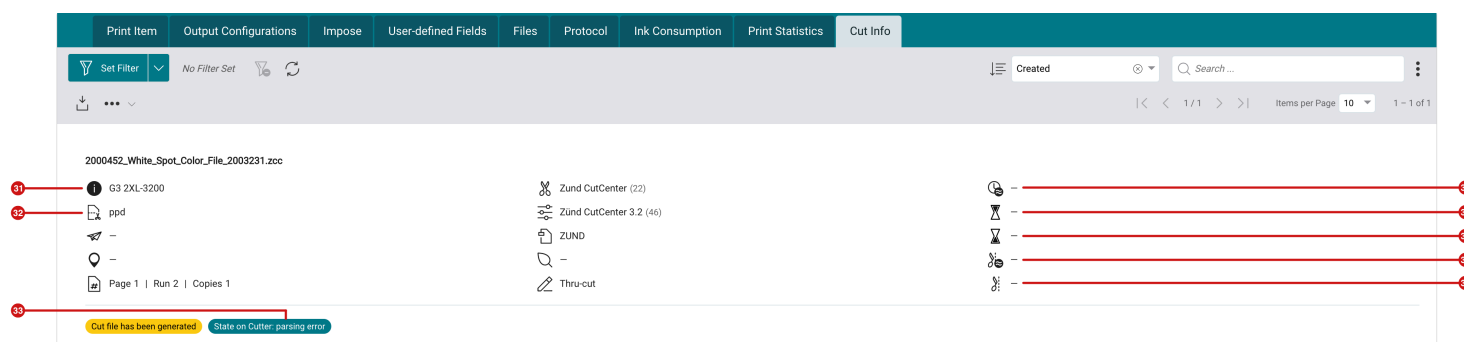 Print Item Output Configurations Impose User-defined Fields Files Protocol Ink Consumption Print Statistics Cut Info
Set Filter No Filter Set Created Search ...
1 / 1 Items per Page 10 1 – 1 of 1
2000452_White_Spot_Color_File_2003231.zcc
31 G3 2XL-3200 Zund CutCenter (22) –
32 ppd Zünd CutCenter 3.2 (46) –
– ZUND –
– – –
# Page 1 | Run 2 | Copies 1 Thru-cut –
33
Cut file has been generated State on Cutter: parsing error